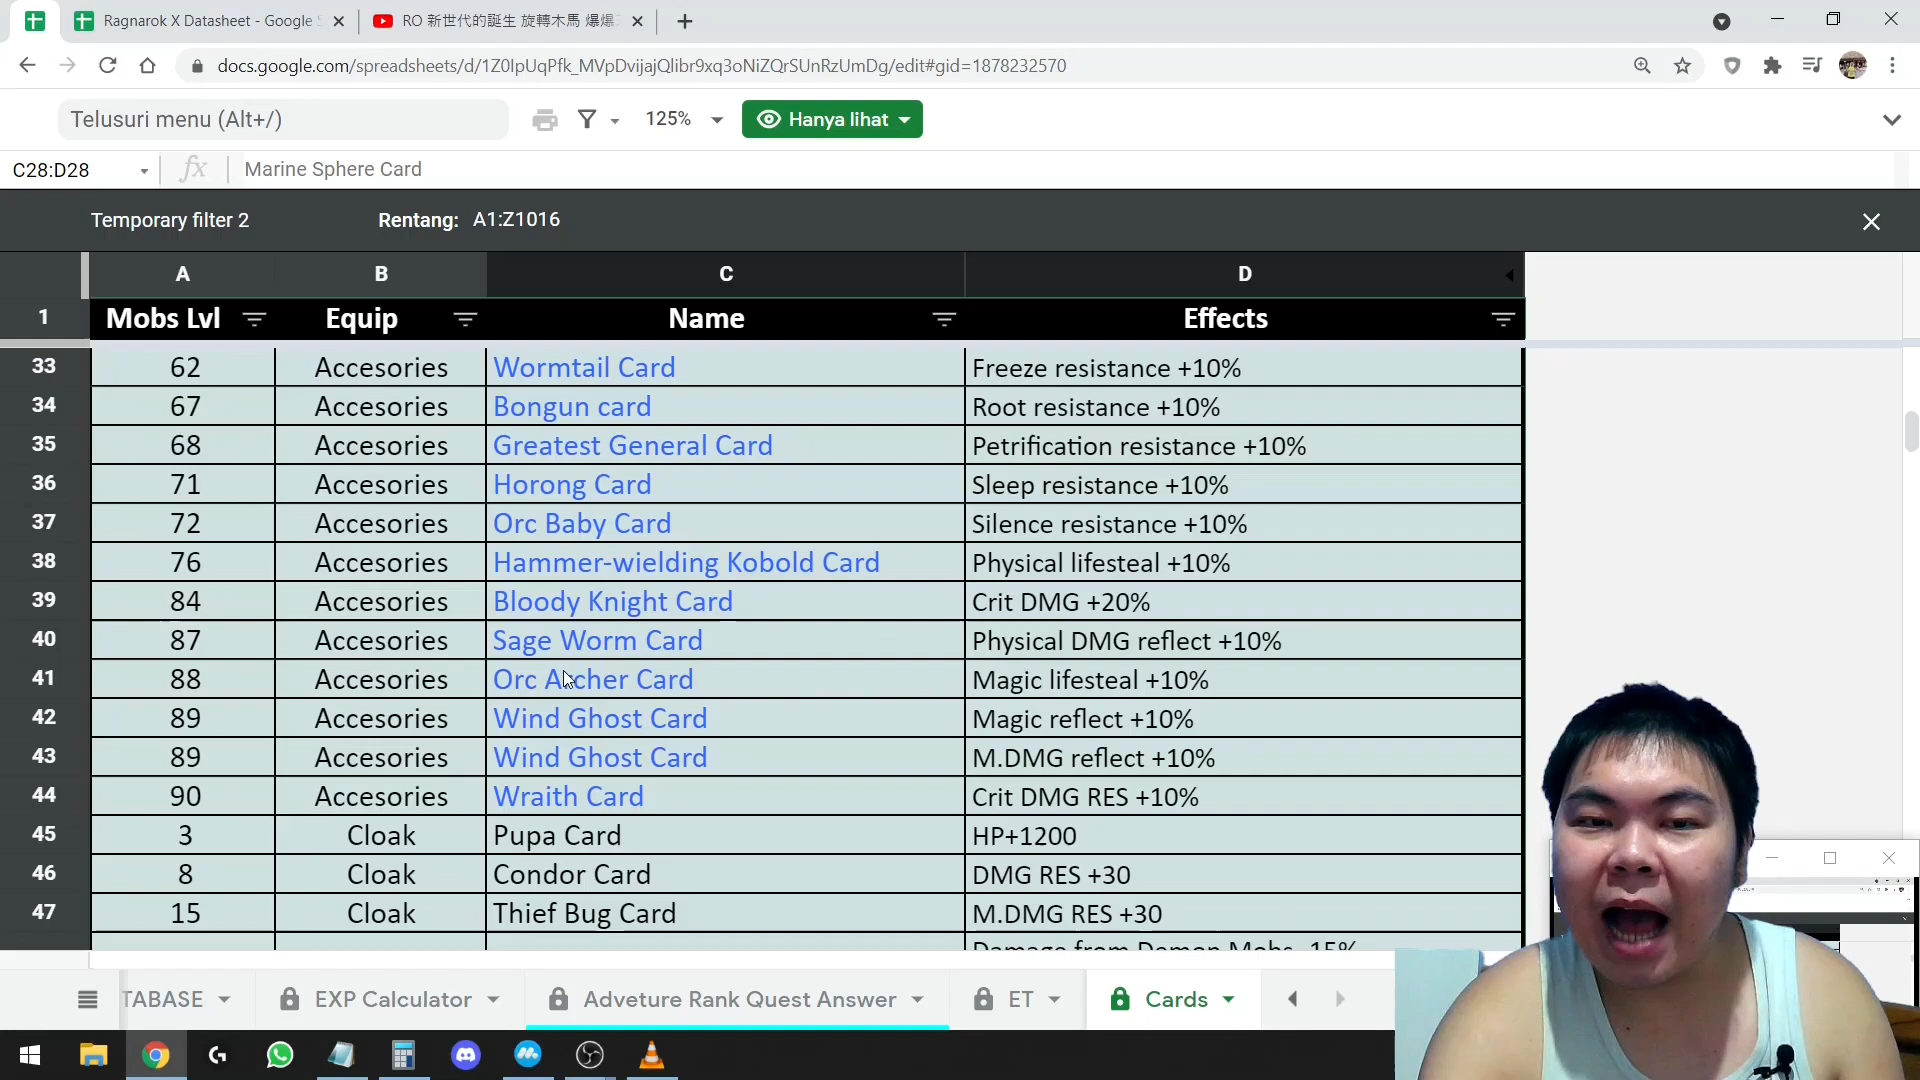 Ragnarok X Datasheet - Google S
RO 新世代的誕生 旋轉木馬 爆爆
docs.google.com/spreadsheets/d/1Z0IpUqPfk_MVpDvijajQlibr9xq3oNiZQrSUnRzUmDg/edit#gid=1878232570
Telusuri menu (Alt+/)
125%
Hanya lihat
C28:D28
fx
Marine Sphere Card
Temporary filter 2
Rentang: A1:Z1016
A B C D
1 Mobs Lvl Equip Name Effects
33 62 Accesories Wormtail Card Freeze resistance +10%
34 67 Accesories Bongun card Root resistance +10%
35 68 Accesories Greatest General Card Petrification resistance +10%
36 71 Accesories Horong Card Sleep resistance +10%
37 72 Accesories Orc Baby Card Silence resistance +10%
38 76 Accesories Hammer-wielding Kobold Card Physical lifesteal +10%
39 84 Accesories Bloody Knight Card Crit DMG +20%
40 87 Accesories Sage Worm Card Physical DMG reflect +10%
41 88 Accesories Orc Archer Card Magic lifesteal +10%
42 89 Accesories Wind Ghost Card Magic reflect +10%
43 89 Accesories Wind Ghost Card M.DMG reflect +10%
44 90 Accesories Wraith Card Crit DMG RES +10%
45 3 Cloak Pupa Card HP+1200
46 8 Cloak Condor Card DMG RES +30
47 15 Cloak Thief Bug Card M.DMG RES +30
Damage from Demon Mobs -15%
TABASE
EXP Calculator
Adveture Rank Quest Answer
ET
Cards